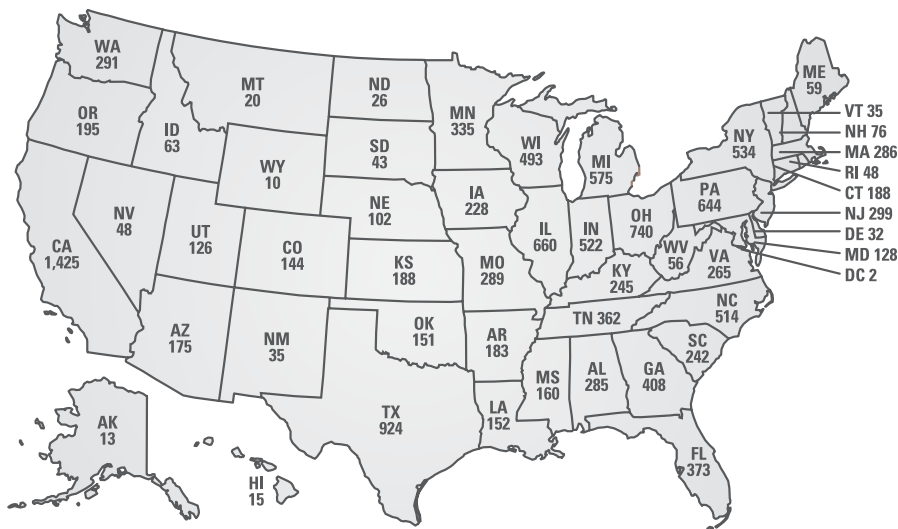 WA
291
OR
195
ID
63
MT
20
ND
26
MN
335
SD
43
WY
10
WI
493
MI
575
NY
534
ME
59
VT 35
NH 76
MA 286
RI 48
CT 188
NJ 299
DE 32
MD 128
DC 2
PA
644
NV
48
UT
126
CA
1,425
CO
144
NE
102
IA
228
IL
660
IN
522
OH
740
WV
56
VA
265
KS
188
MO
289
KY
245
AZ
175
NM
35
OK
151
AR
183
TN 362
NC
514
SC
242
MS
160
AL
285
GA
408
TX
924
LA
152
FL
373
AK
13
HI
15